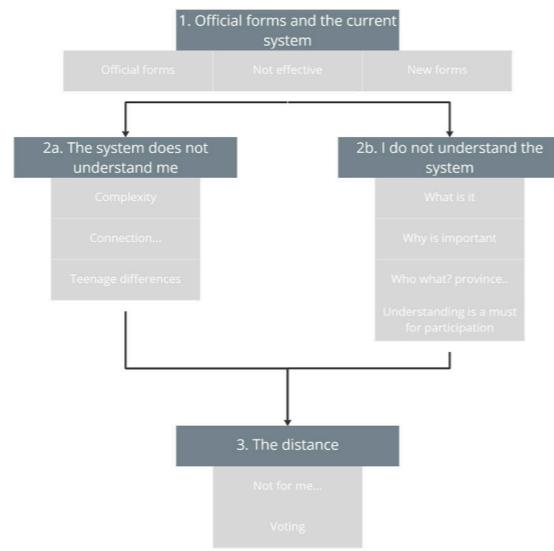 1. Official forms and the current
system
Official forms
Not effective
New forms
2a. The system does not
understand me
Complexity
Connection...
Teenage differences
2b. I do not understand the
system
What is it
Why is important
Who what? province..
Understanding is a must
for participation
3. The distance
Not for me...
Voting